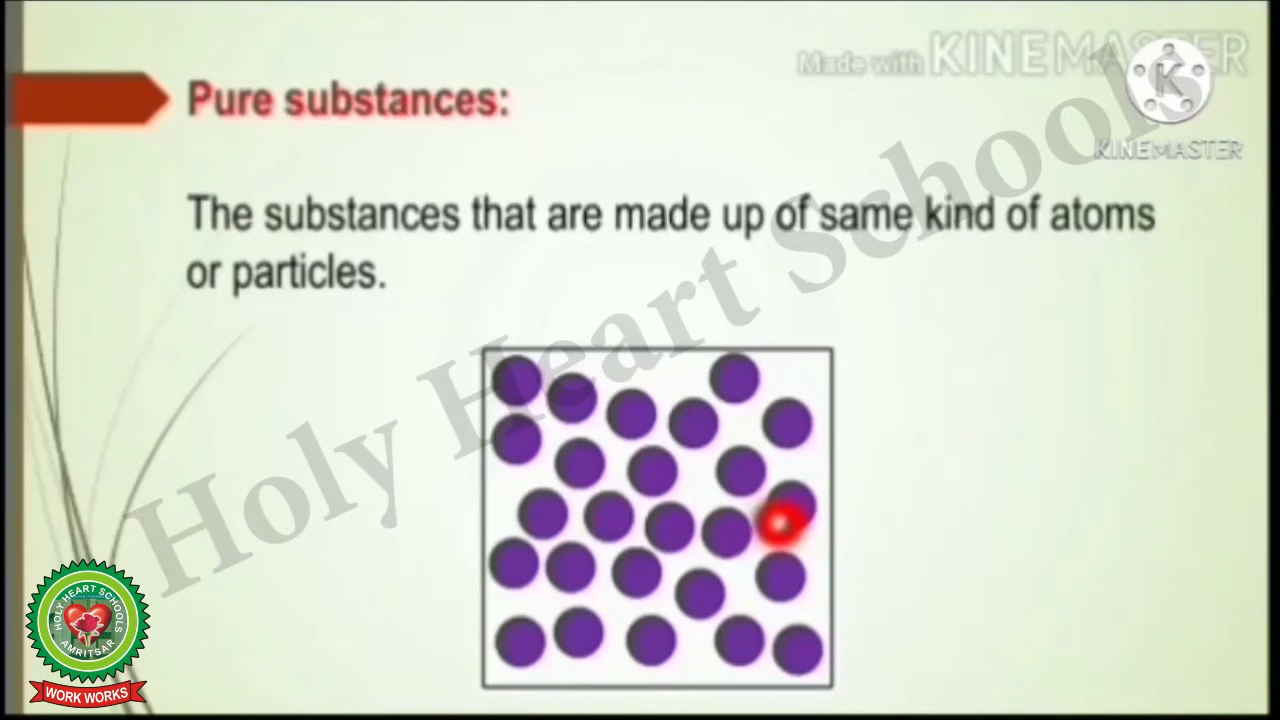 Made with KINEMASTER
KINEMASTER
Pure substances:
The substances that are made up of same kind of atoms
or particles.
Holy Heart Schools
HOLY HEART SCHOOLS
AMRITSAR
WORK WORKS